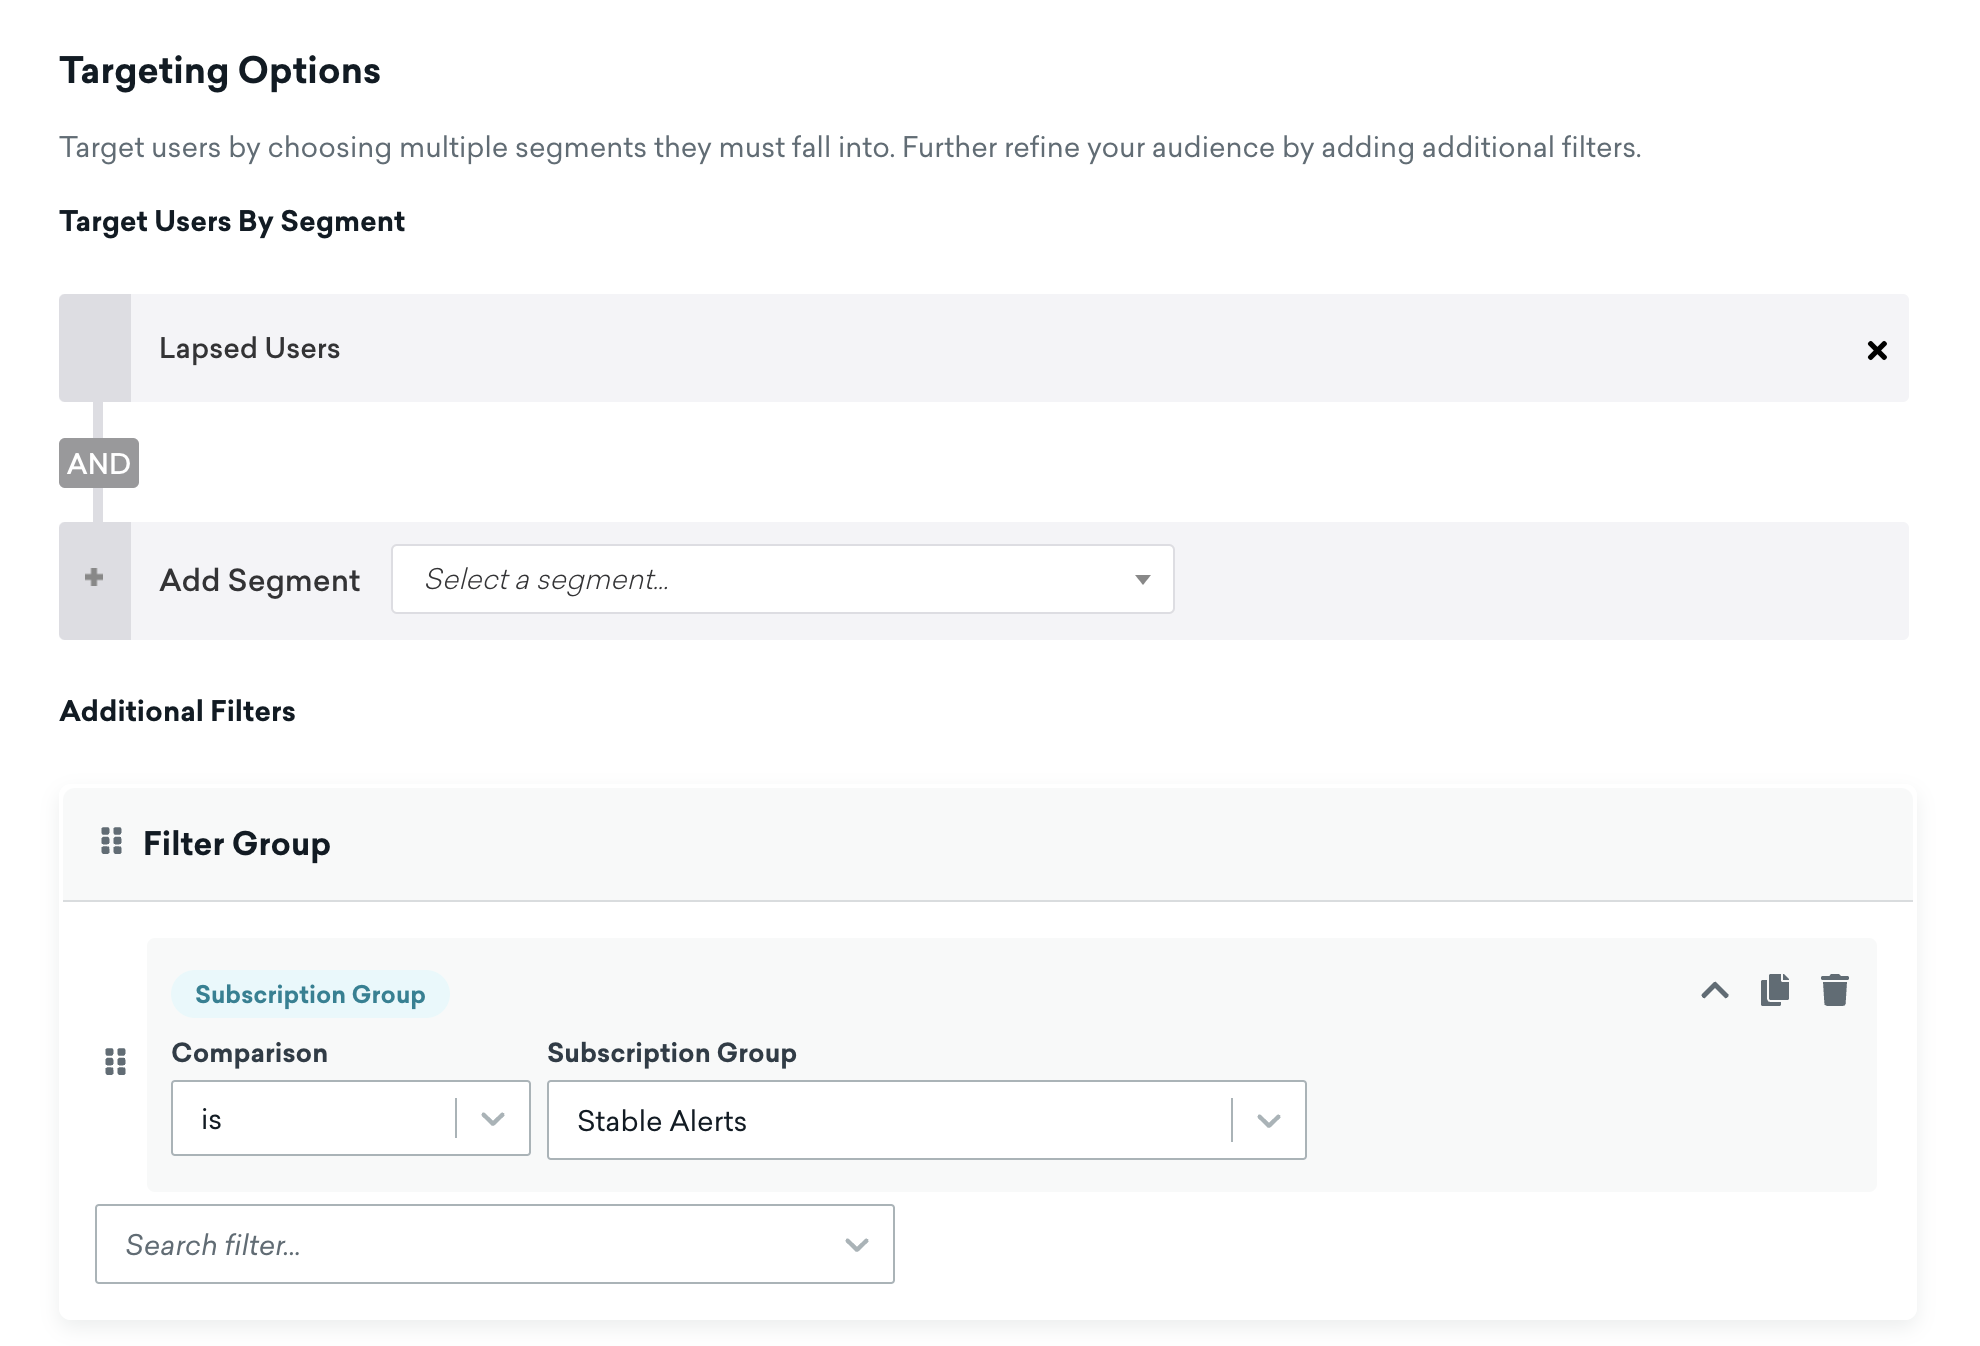 Targeting Options
Target users by choosing multiple segments they must fall into. Further refine your audience by adding additional filters.
Target Users By Segment
Lapsed Users
AND
Add Segment
Select a segment...
Additional Filters
Filter Group
Subscription Group
Comparison
Subscription Group
is
Stable Alerts
Search filter...